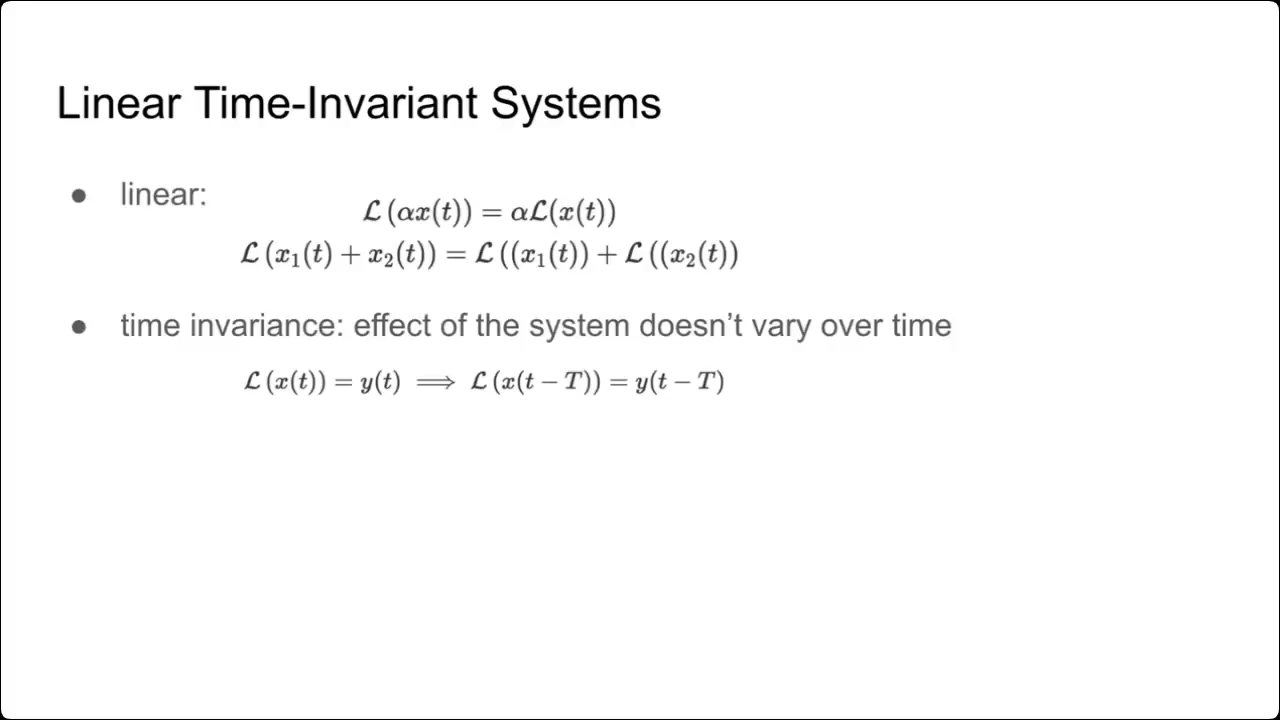 Linear Time-Invariant Systems
● linear:
ℒ(αx(t)) = αℒ(x(t))
ℒ(x₁(t) + x₂(t)) = ℒ((x₁(t)) + ℒ((x₂(t))
● time invariance: effect of the system doesn’t vary over time
ℒ(x(t)) = y(t) ⟹ ℒ(x(t − T)) = y(t − T)